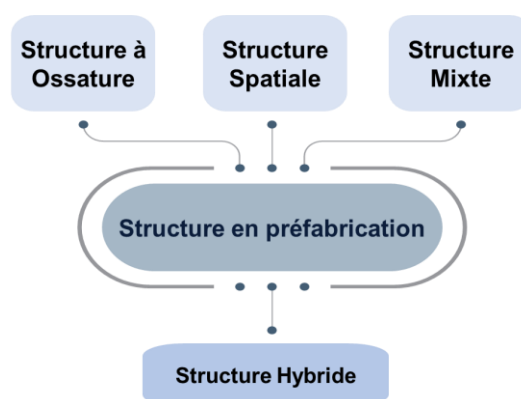 Structure à
Ossature
Structure
Spatiale
Structure
Mixte
Structure en préfabrication
Structure Hybride